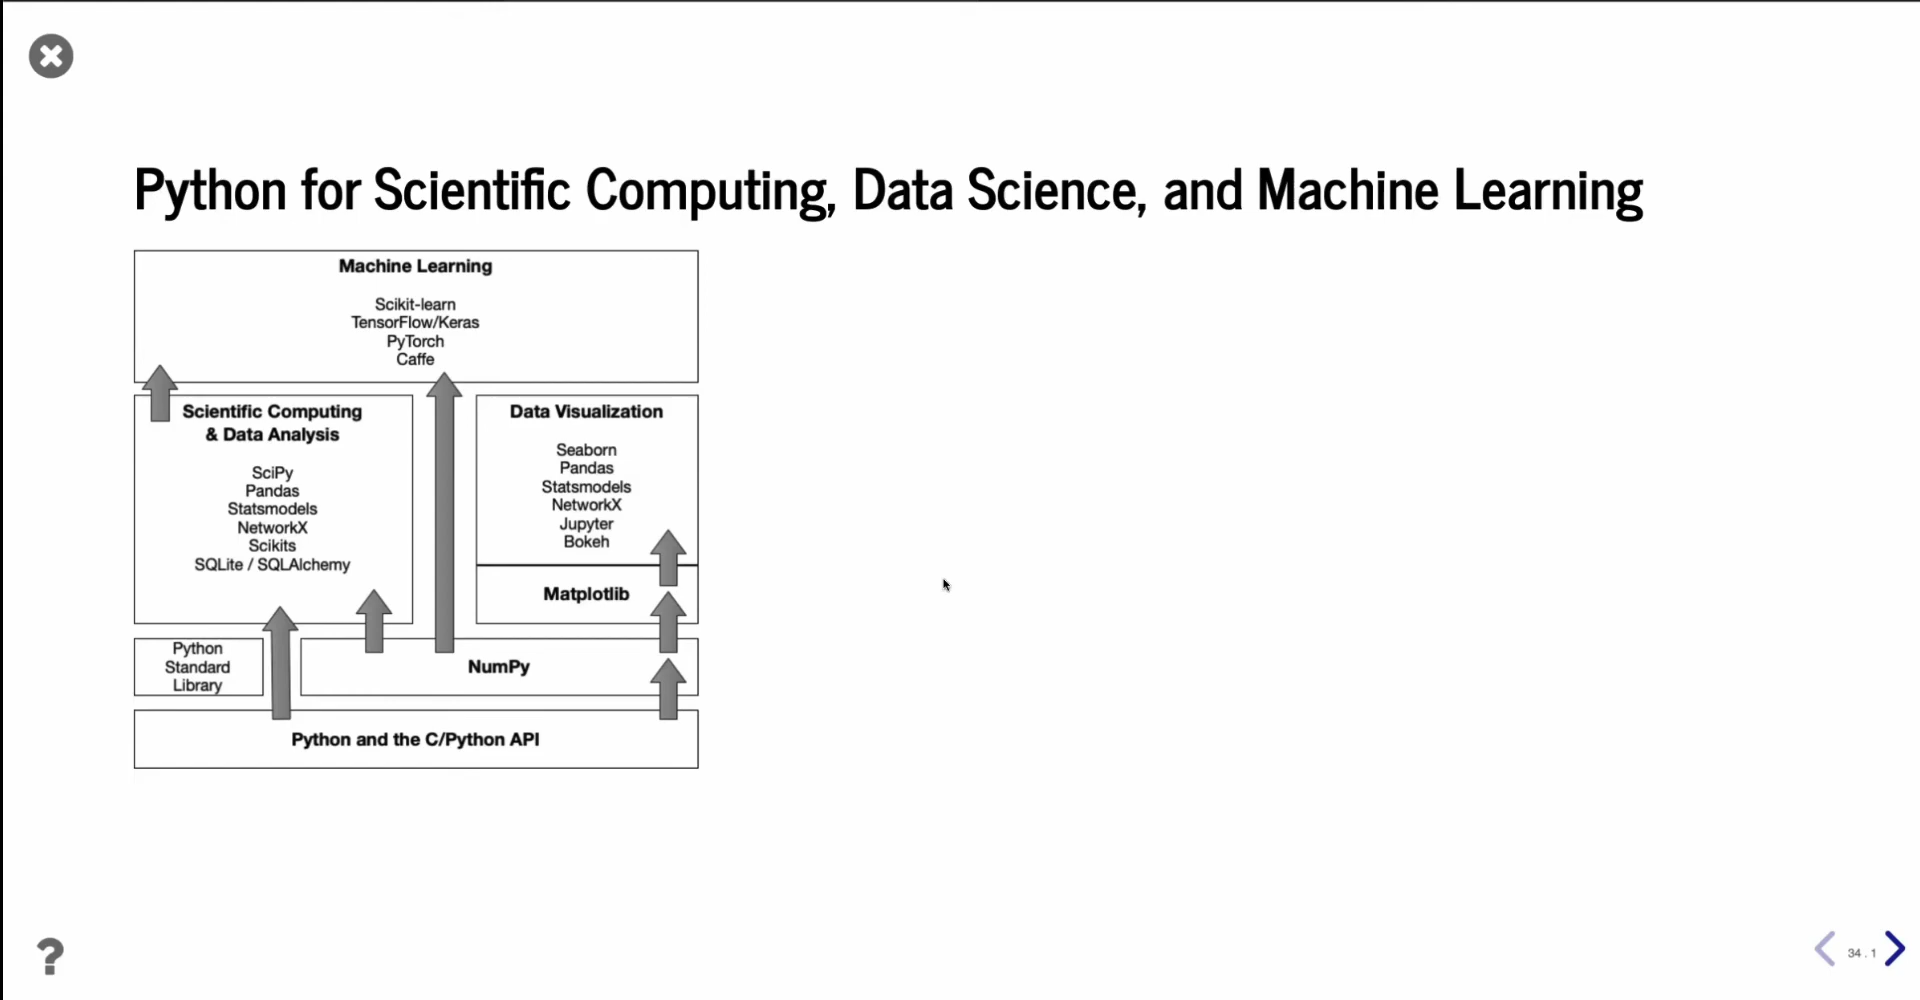 Python for Scientific Computing, Data Science, and Machine Learning
Machine Learning
Scikit-learn
TensorFlow/Keras
PyTorch
Caffe
Scientific Computing
& Data Analysis
SciPy
Pandas
Statsmodels
NetworkX
Scikits
SQLite / SQLAlchemy
Data Visualization
Seaborn
Pandas
Statsmodels
NetworkX
Jupyter
Bokeh
Matplotlib
Python
Standard
Library
NumPy
Python and the C/Python API
?
34 . 1